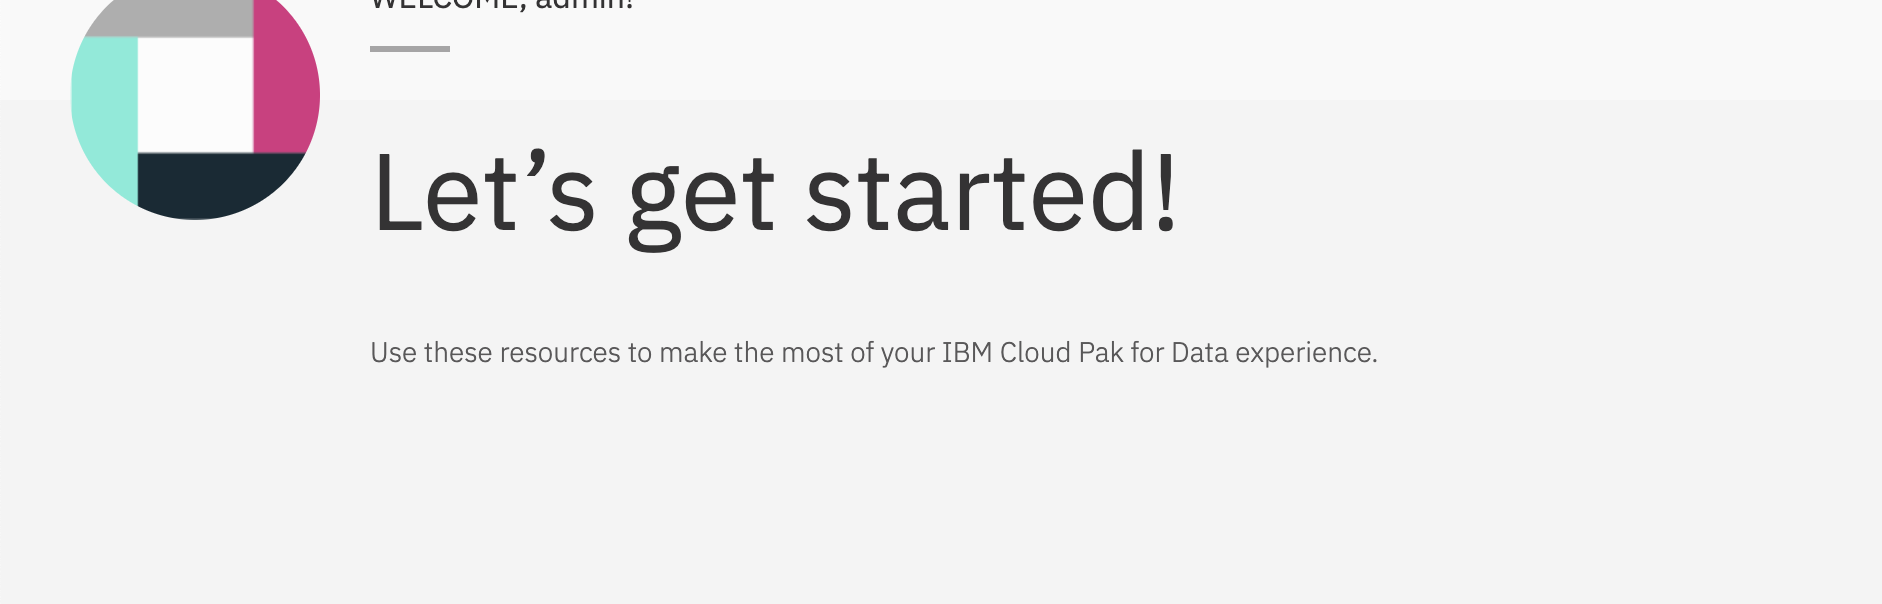 WELCOME, admin!
Let’s get started!
Use these resources to make the most of your IBM Cloud Pak for Data experience.